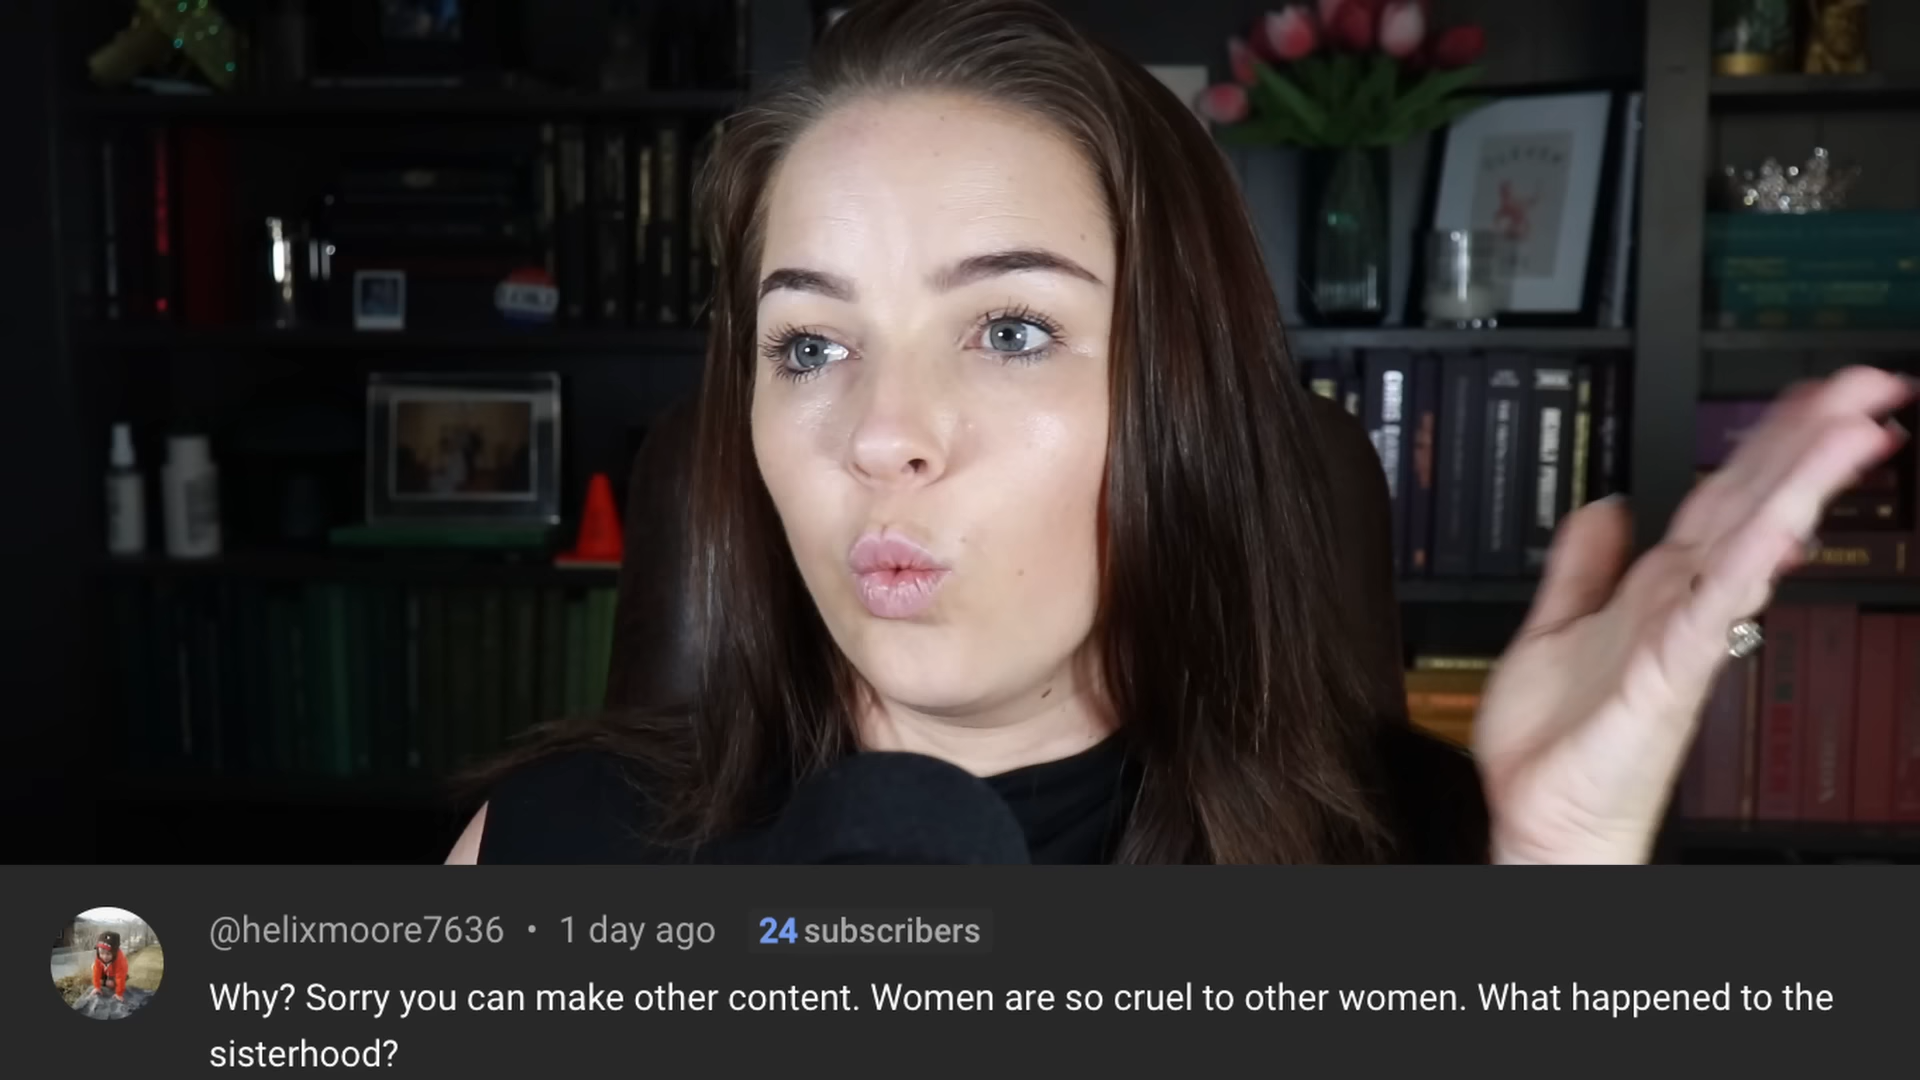 CLEVER
@helixmoore7636 • 1 day ago 24 subscribers
Why? Sorry you can make other content. Women are so cruel to other women. What happened to the
sisterhood?